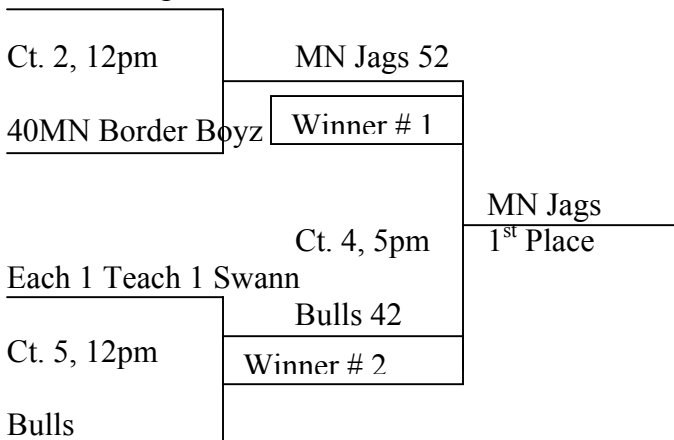 Ct. 2, 12pm
MN Jags 52
40MN Border Boyz
Winner # 1
MN Jags
1st Place
Ct. 4, 5pm
Each 1 Teach 1 Swann
Bulls 42
Ct. 5, 12pm
Winner # 2
Bulls